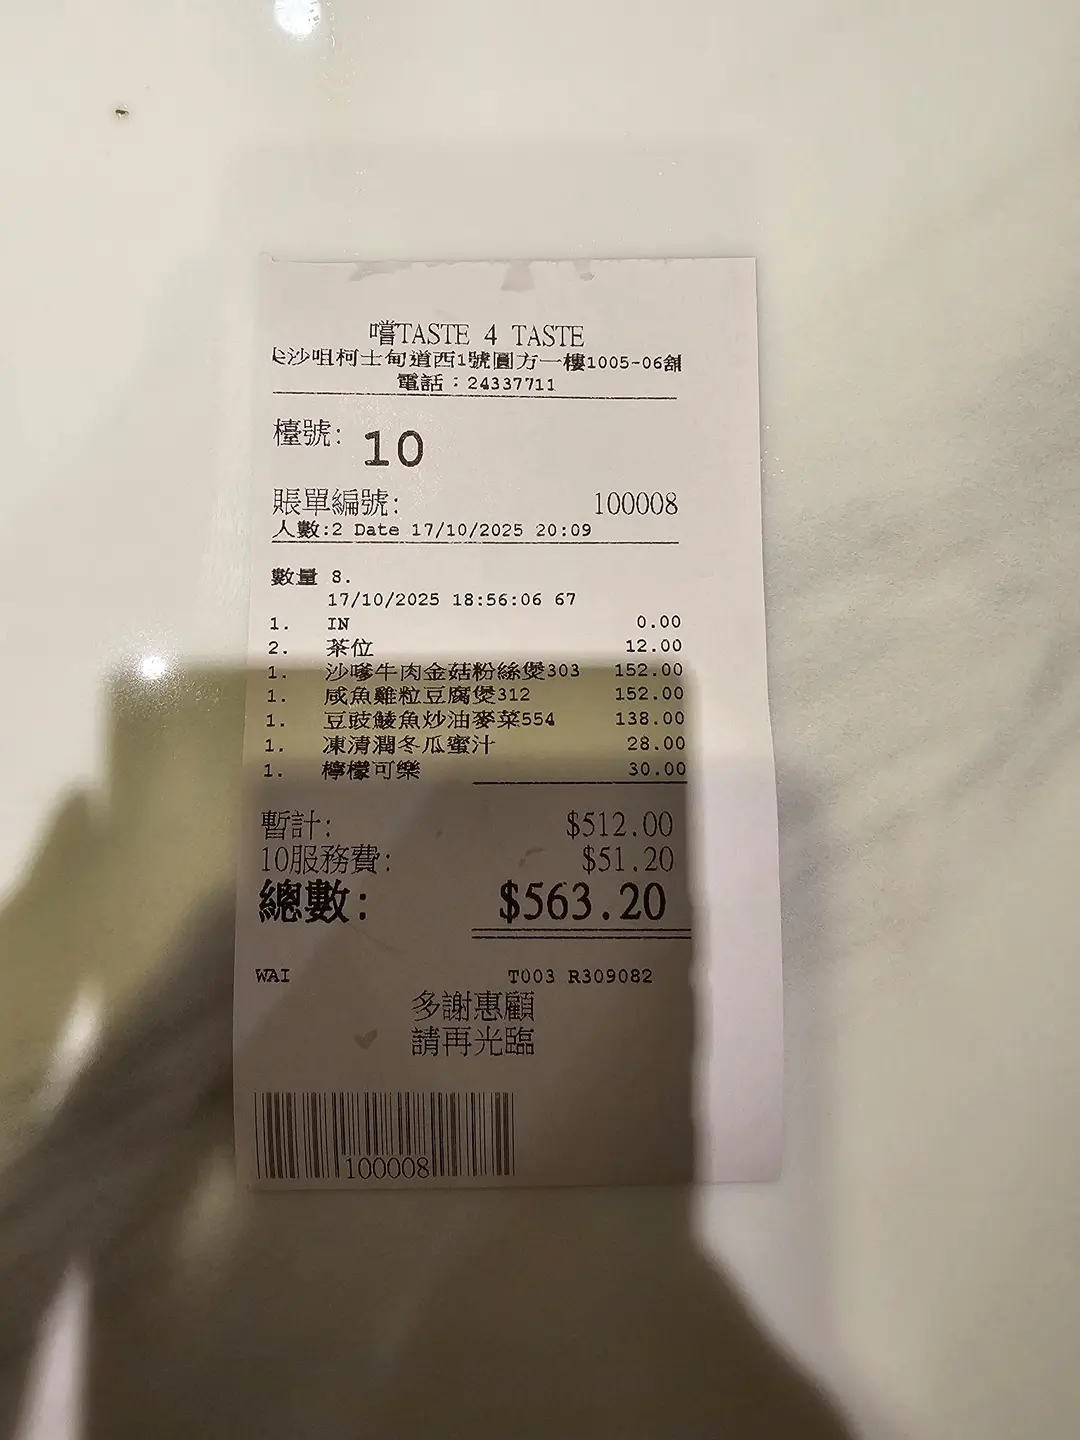 嚐TASTE 4 TASTE
沙咀柯士甸道西1號圓方一樓1005-06舖
電話：24337711
檯號: 10
賬單編號: 100008
人數:2 Date 17/10/2025 20:09
數量 8.
17/10/2025 18:56:06 67
1. IN 0.00
2. 茶位 12.00
1. 沙嗲牛肉金菇粉絲煲303 152.00
1. 咸魚雞粒豆腐煲312 152.00
1. 豆豉鯪魚炒油麥菜554 138.00
1. 凍清潤冬瓜蜜汁 28.00
1. 檸檬可樂 30.00
暫計: $512.00
10服務費: $51.20
總數: $563.20
WAI T003 R309082
多謝惠顧
請再光臨
100008